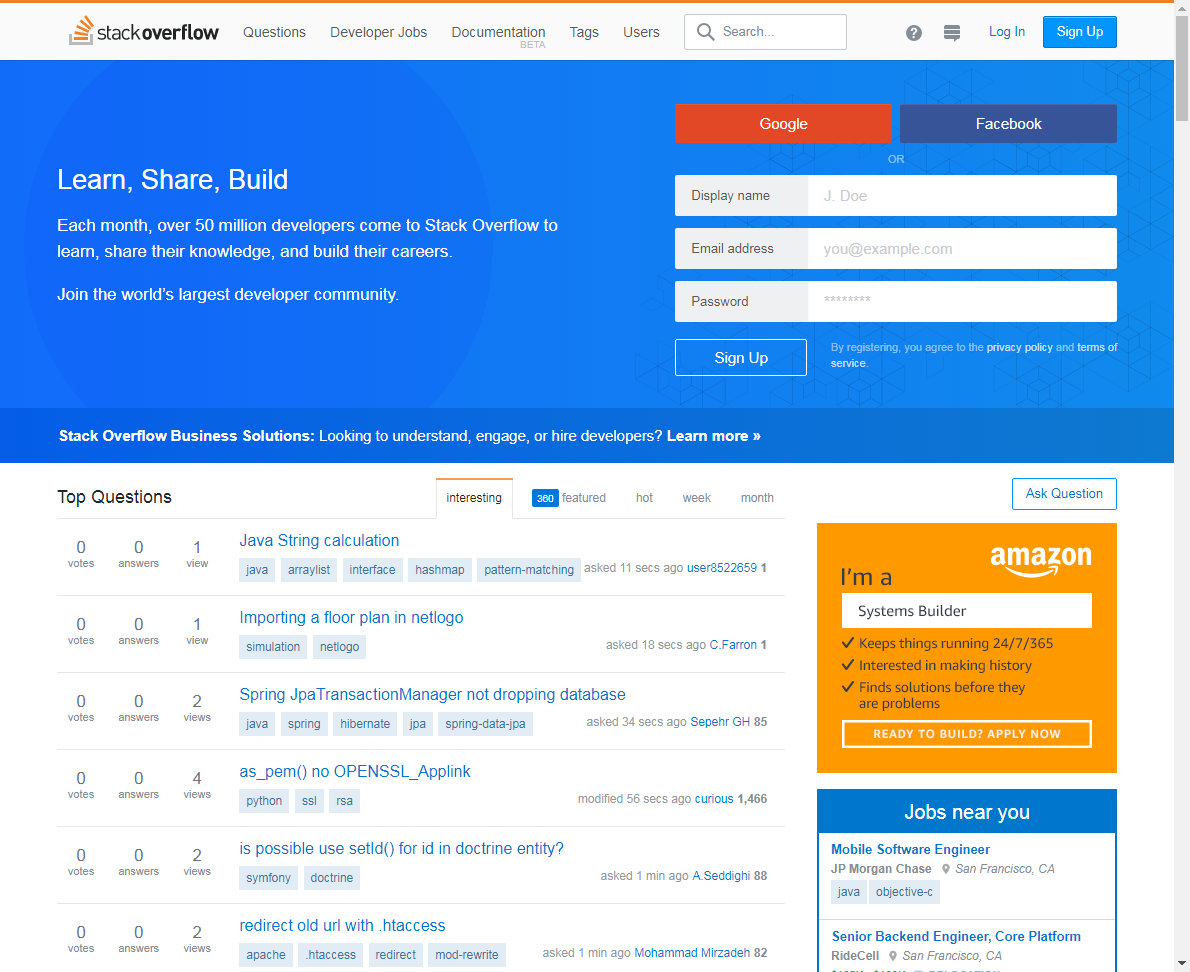 stackoverflow Questions Developer Jobs Documentation Tags Users Search... ? Log In Sign Up
BETA
Google Facebook
OR
Learn, Share, Build
Display name J. Doe
Each month, over 50 million developers come to Stack Overflow to
learn, share their knowledge, and build their careers.
Email address you@example.com
Join the world's largest developer community.
Password ********
Sign Up
By registering, you agree to the privacy policy and terms of
service.
Stack Overflow Business Solutions: Looking to understand, engage, or hire developers? Learn more »
Top Questions interesting 360 featured hot week month
Ask Question
0 votes 0 answers 1 view
Java String calculation
java arraylist interface hashmap pattern-matching asked 11 secs ago user8522659 1
0 votes 0 answers 1 view
Importing a floor plan in netlogo
simulation netlogo asked 18 secs ago C.Farron 1
0 votes 0 answers 2 views
Spring JpaTransactionManager not dropping database
java spring hibernate jpa spring-data-jpa asked 34 secs ago Sepehr GH 85
0 votes 0 answers 4 views
as_pem() no OPENSSL_Applink
python ssl rsa modified 56 secs ago curious 1,466
0 votes 0 answers 2 views
is possible use setId() for id in doctrine entity?
symfony doctrine asked 1 min ago A.Seddighi 88
0 votes 0 answers 2 views
redirect old url with .htaccess
apache .htaccess redirect mod-rewrite asked 1 min ago Mohammad Mirzadeh 82
amazon
I'm a
Systems Builder
Keeps things running 24/7/365
Interested in making history
Finds solutions before they
are problems
READY TO BUILD? APPLY NOW
Jobs near you
Mobile Software Engineer
JP Morgan Chase San Francisco, CA
java objective-c
Senior Backend Engineer, Core Platform
RideCell San Francisco, CA